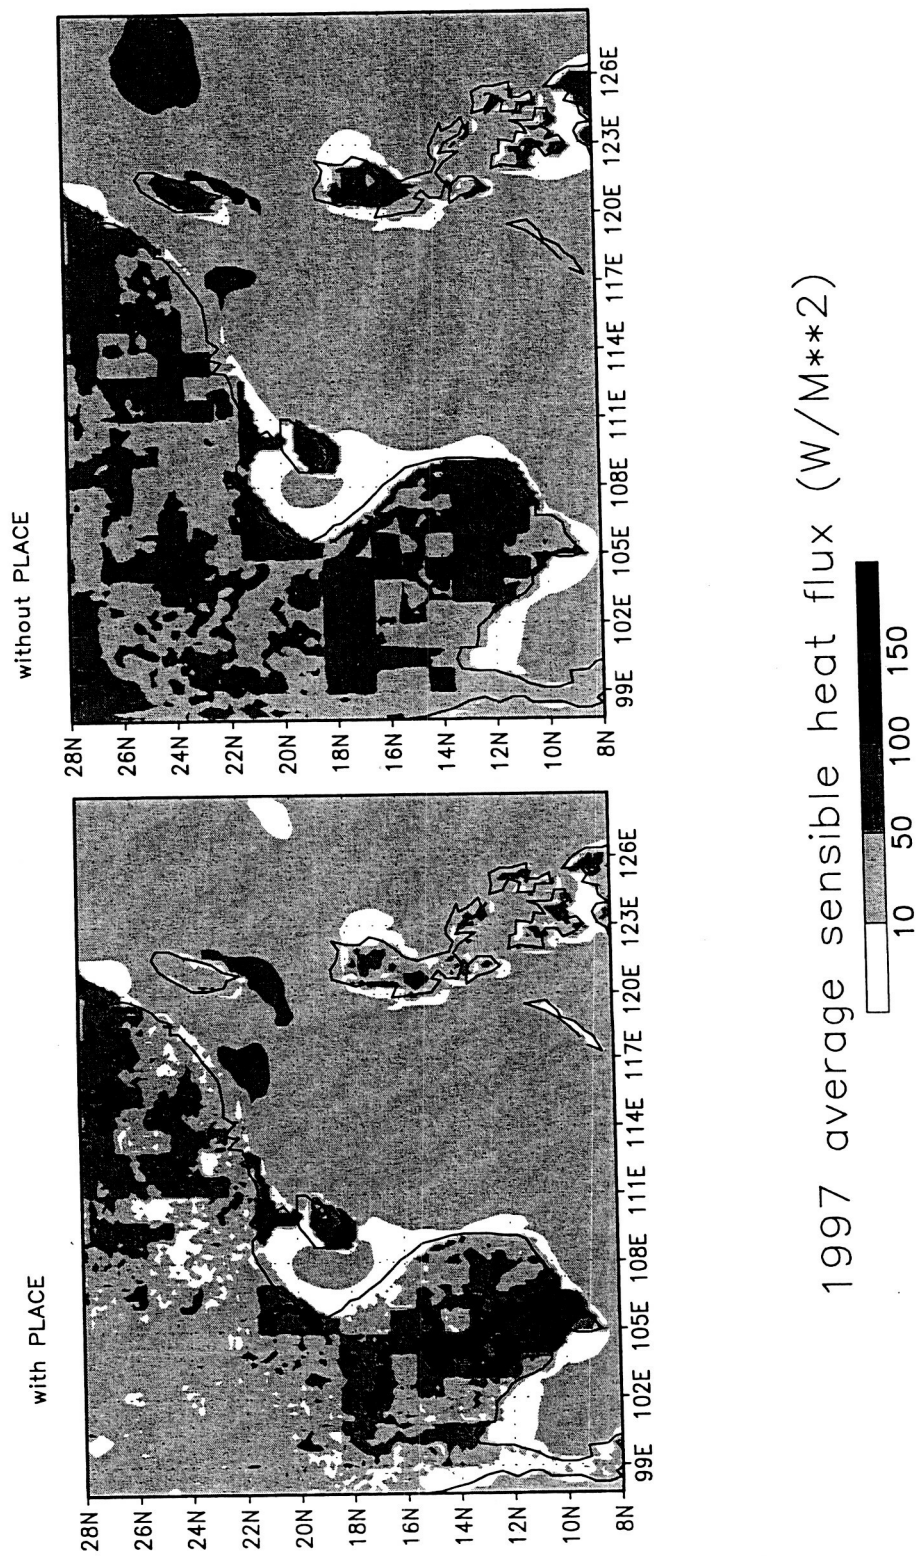 with PLACE
28N
26N
24N
22N
20N
18N
16N
14N
12N
10N
8N
99E 102E 105E 108E 111E 114E 117E 120E 123E 126E
without PLACE
28N
26N
24N
22N
20N
18N
16N
14N
12N
10N
8N
99E 102E 105E 108E 111E 114E 117E 120E 123E 126E
1997 average sensible heat flux (W/M**2)
10 50 100 150